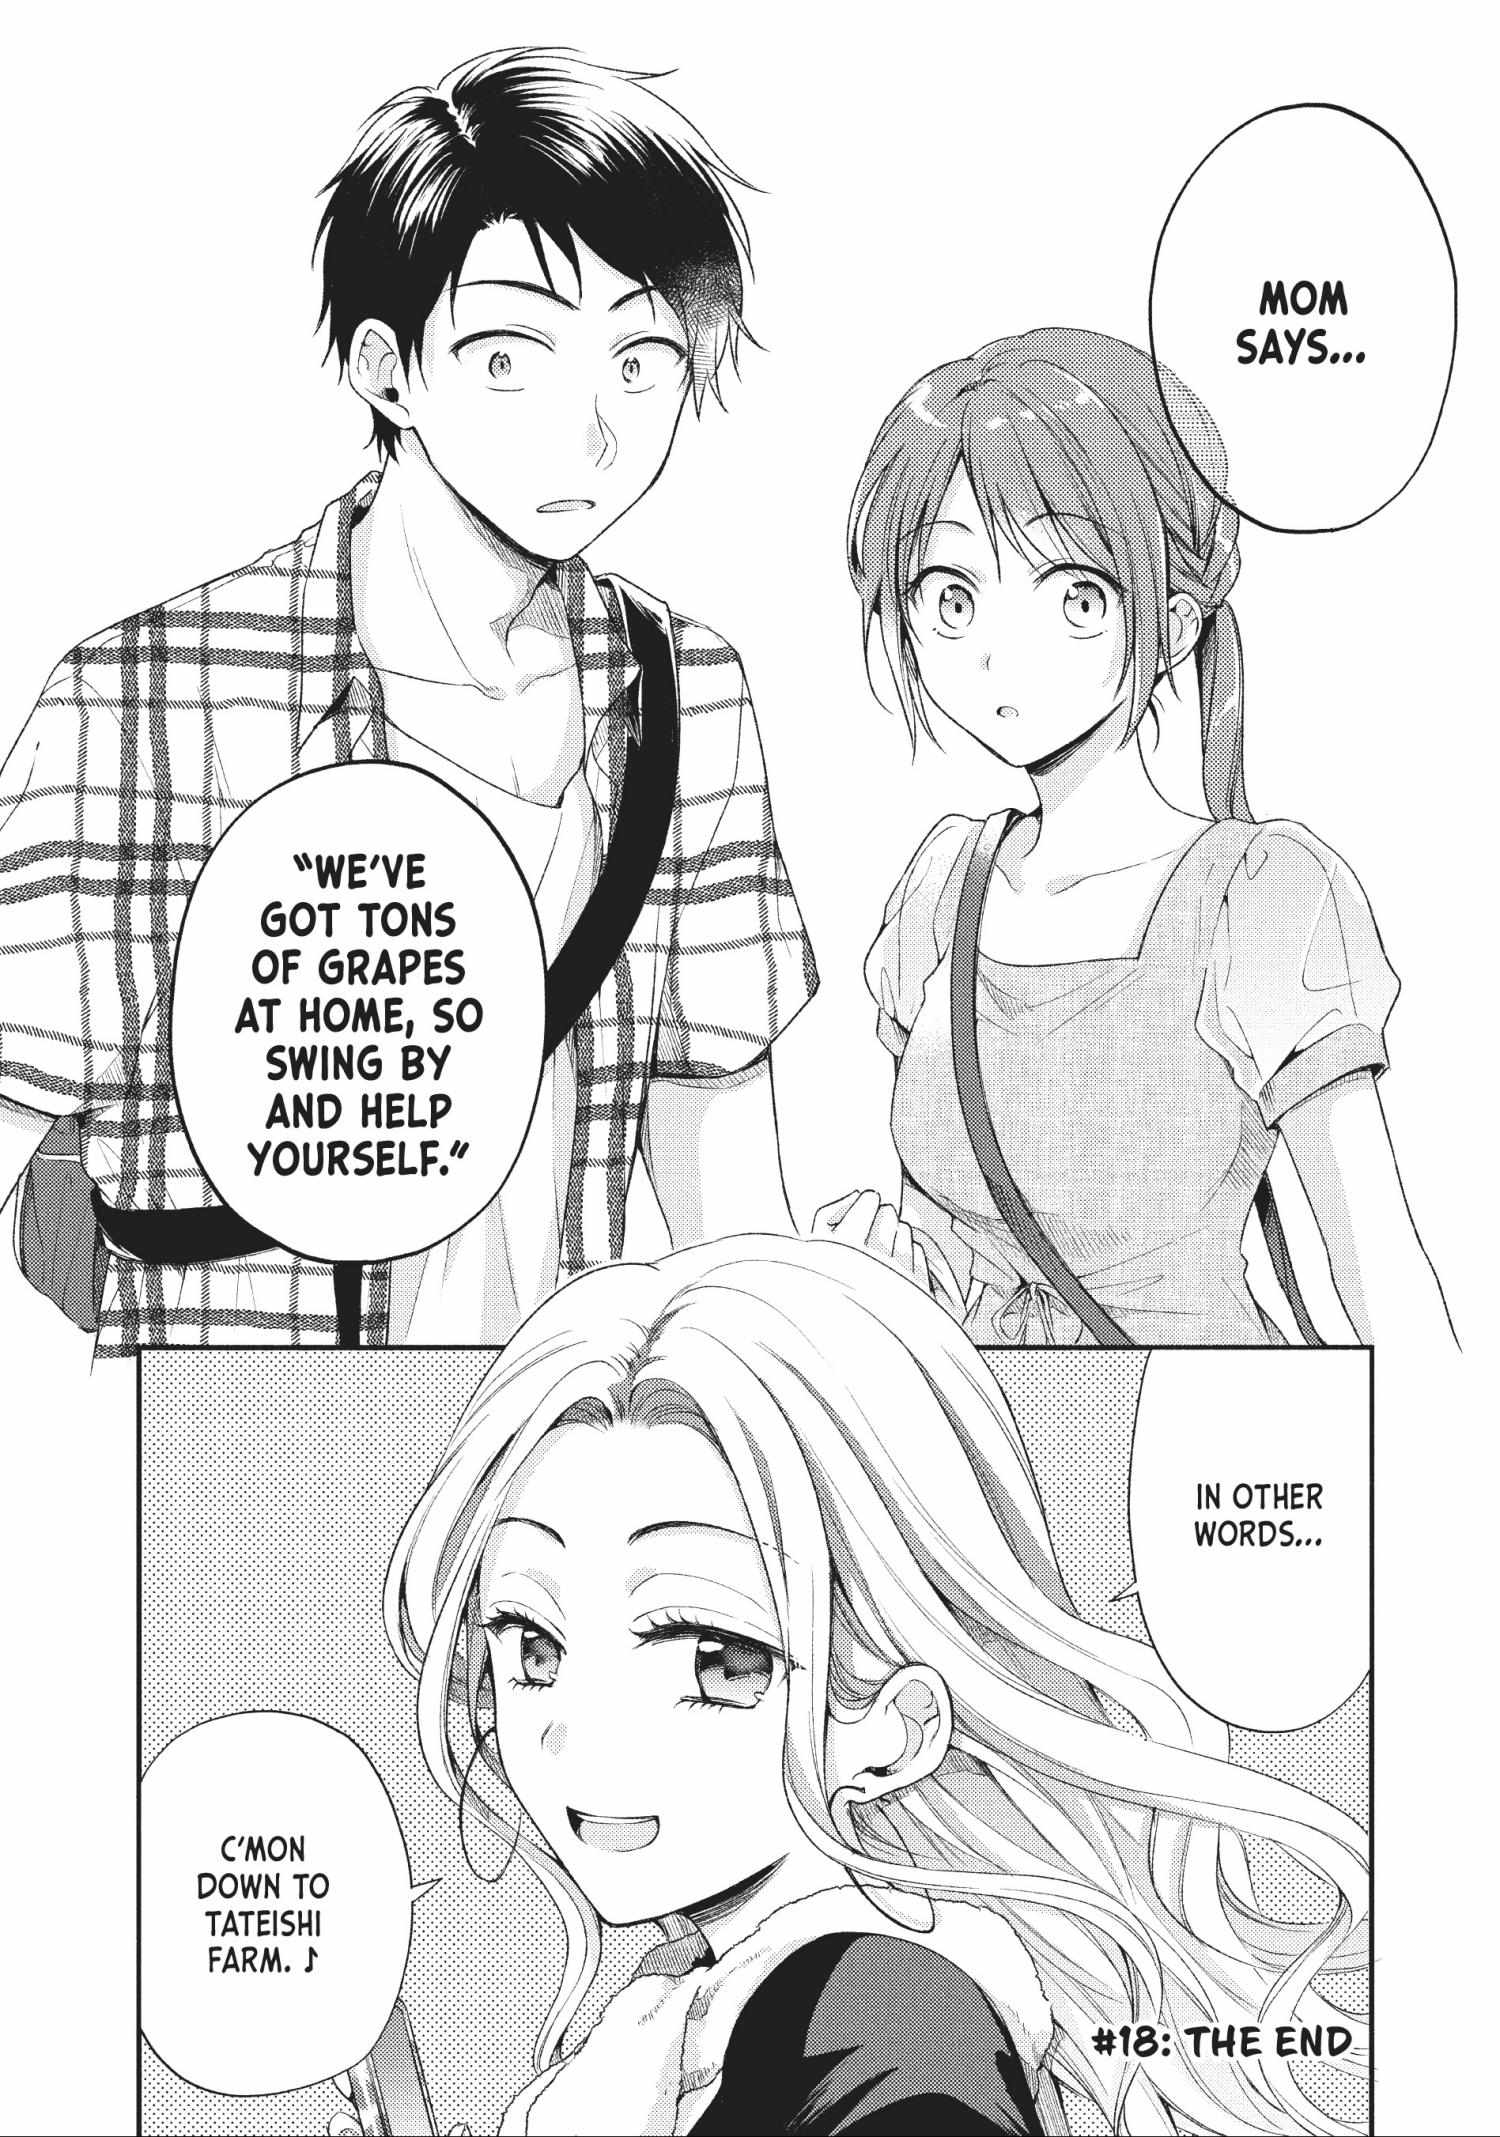 MOM
SAYS...
"WE'VE
GOT TONS
OF GRAPES
AT HOME, SO
SWING BY
AND HELP
YOURSELF."
IN OTHER
WORDS...
C'MON
DOWN TO
TATEISHI
FARM. ♪
#18: THE END